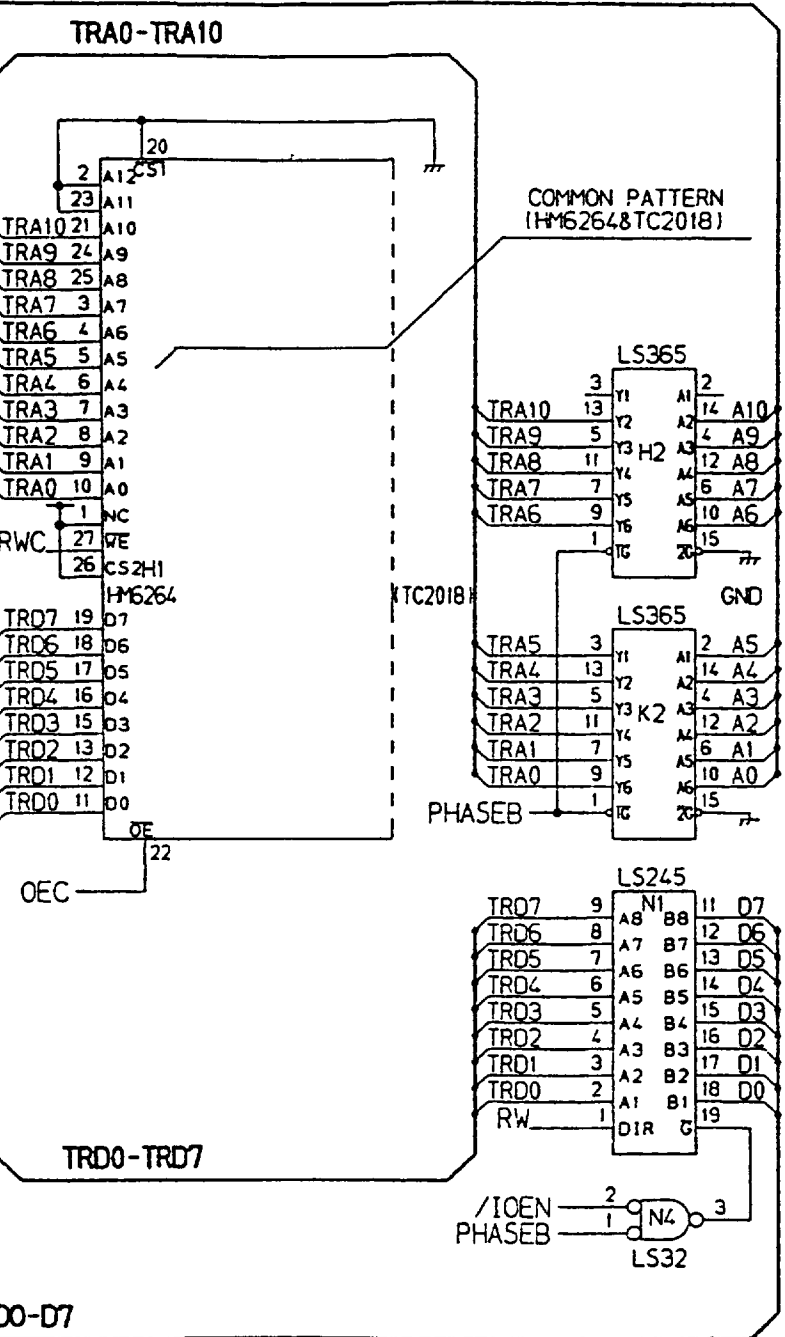 TRA0-TRA10
20
CS1
2 A12
23 A11
TRA10 21 A10
TRA9 24 A9
TRA8 25 A8
TRA7 3 A7
TRA6 4 A6
TRA5 5 A5
TRA4 6 A4
TRA3 7 A3
TRA2 8 A2
TRA1 9 A1
TRA0 10 A0
1 NC
RWC 27 WE
26 CS2H1
HM6264
(TC2018)
TRD7 19 D7
TRD6 18 D6
TRD5 17 D5
TRD4 16 D4
TRD3 15 D3
TRD2 13 D2
TRD1 12 D1
TRD0 11 D0
OE
22
OEC
COMMON PATTERN
(HM6264&TC2018)
LS365
3 Y1 A1 2
TRA10 13 Y2 A2 14 A10
TRA9 5 Y3 H2 A3 4 A9
TRA8 11 Y4 A4 12 A8
TRA7 7 Y5 A5 6 A7
TRA6 9 Y6 A6 10 A6
1 1G 2G 15
GND
LS365
TRA5 3 Y1 A1 2 A5
TRA4 13 Y2 A2 14 A4
TRA3 5 Y3 K2 A3 4 A3
TRA2 11 Y4 A4 12 A2
TRA1 7 Y5 A5 6 A1
TRA0 9 Y6 A6 10 A0
PHASEB 1 1G 2G 15
LS245
N1
TRD7 9 A8 B8 11 D7
TRD6 8 A7 B7 12 D6
TRD5 7 A6 B6 13 D5
TRD4 6 A5 B5 14 D4
TRD3 5 A4 B4 15 D3
TRD2 4 A3 B3 16 D2
TRD1 3 A2 B2 17 D1
TRD0 2 A1 B1 18 D0
RW 1 DIR G 19
TRD0-TRD7
/IOEN 2
PHASEB 1 N4 3
LS32
D0-D7